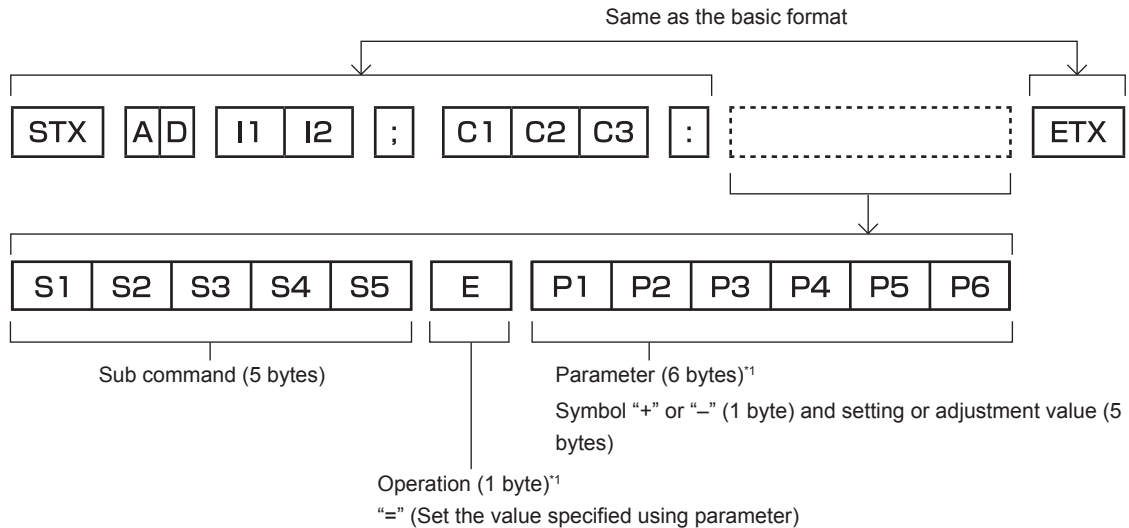 Same as the basic format
STX A D I1 I2 ; C1 C2 C3 : ETX
S1 S2 S3 S4 S5 E P1 P2 P3 P4 P5 P6
Sub command (5 bytes)
Parameter (6 bytes)*1
Symbol “+” or “–” (1 byte) and setting or adjustment value (5
bytes)
Operation (1 byte)*1
“=” (Set the value specified using parameter)